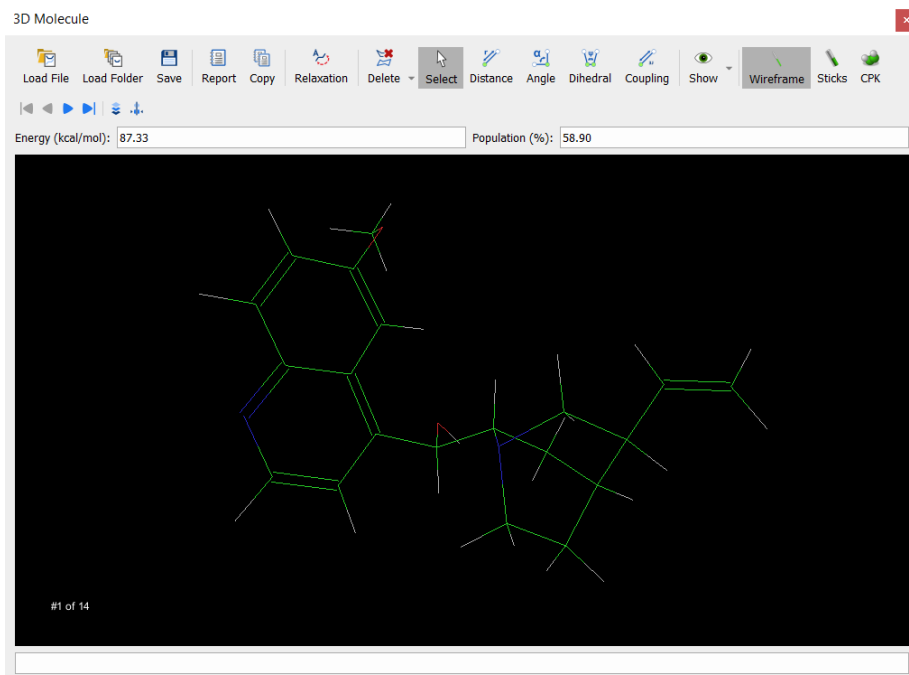 3D Molecule
Load File Load Folder Save Report Copy Relaxation Delete Select Distance Angle Dihedral Coupling Show Wireframe Sticks CPK
Energy (kcal/mol): 87.33 Population (%): 58.90
#1 of 14